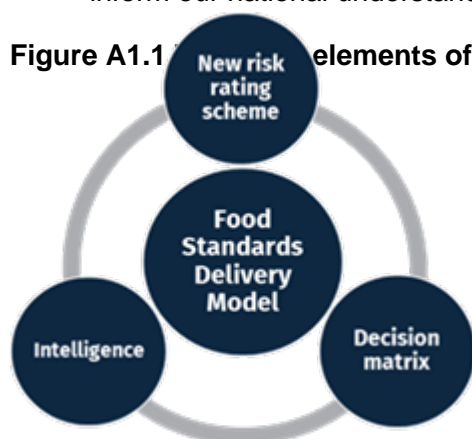 inform our national understand
Figure A1.1 elements of
New risk
rating
scheme
Food
Standards
Delivery
Model
Intelligence
Decision
matrix